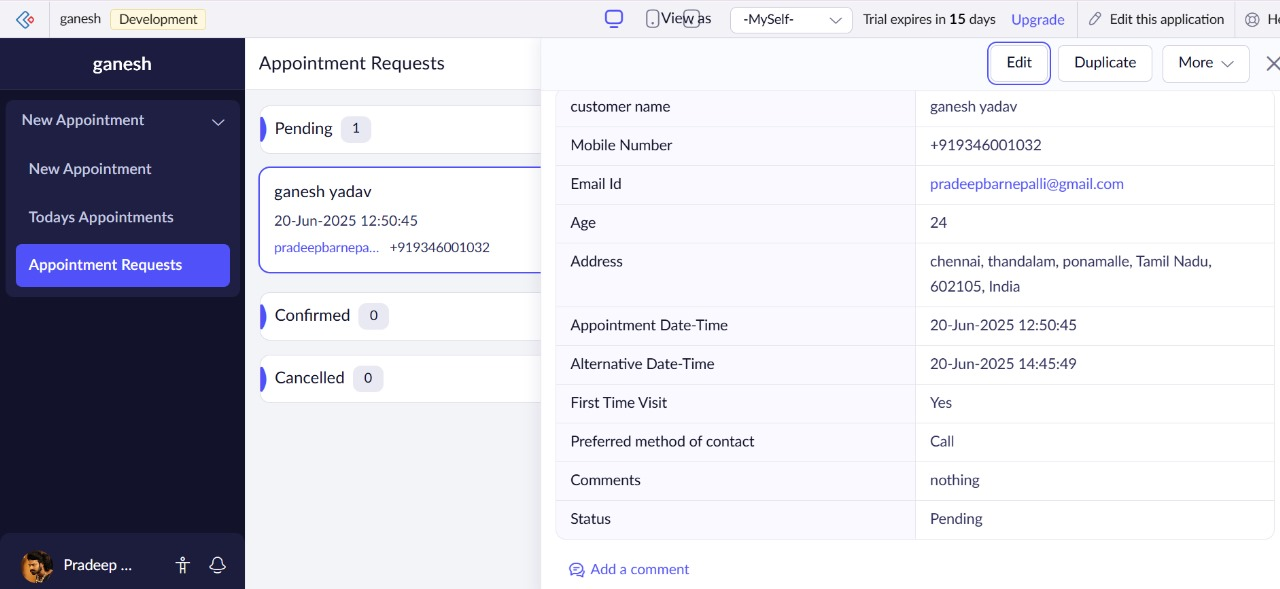 ganesh Development View as -MySelf- Trial expires in 15 days Upgrade Edit this application
ganesh
New Appointment
New Appointment
Todays Appointments
Appointment Requests
Pradeep ...
Appointment Requests
Pending 1
ganesh yadav
20-Jun-2025 12:50:45
pradeepbarnepa... +919346001032
Confirmed 0
Cancelled 0
Edit Duplicate More
customer name ganesh yadav
Mobile Number +919346001032
Email Id pradeepbarnepalli@gmail.com
Age 24
Address chennai, thandalam, ponamalle, Tamil Nadu,
602105, India
Appointment Date-Time 20-Jun-2025 12:50:45
Alternative Date-Time 20-Jun-2025 14:45:49
First Time Visit Yes
Preferred method of contact Call
Comments nothing
Status Pending
Add a comment